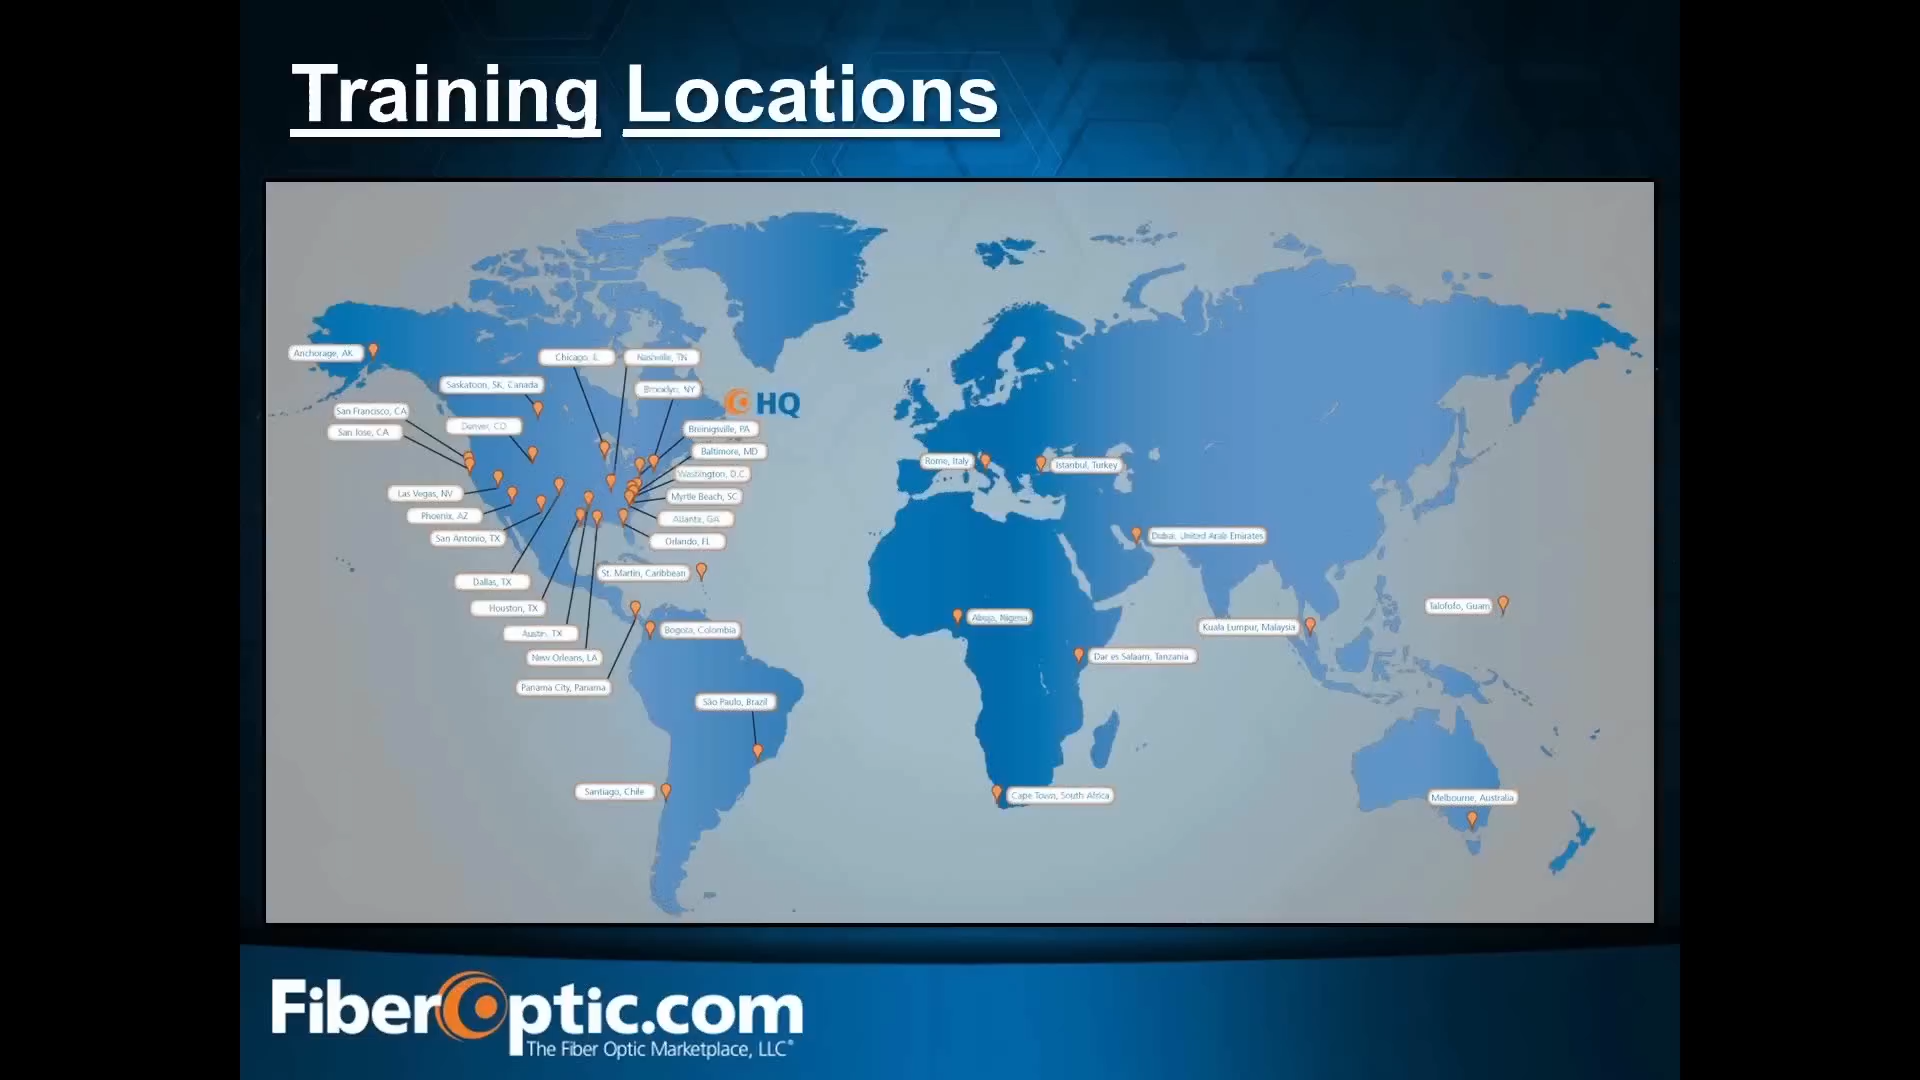 Training Locations
Anchorage, AK
Chicago, IL
Nashville, TN
Saskatoon, SK, Canada
Brooklyn, NY
HQ
San Francisco, CA
San Jose, CA
Denver, CO
Breinigsville, PA
Baltimore, MD
Washington, D.C.
Las Vegas, NV
Myrtle Beach, SC
Phoenix, AZ
Atlanta, GA
San Antonio, TX
Orlando, FL
Dallas, TX
St. Martin, Caribbean
Houston, TX
Austin, TX
Bogota, Colombia
New Orleans, LA
Panama City, Panama
São Paulo, Brazil
Santiago, Chile
Rome, Italy
Istanbul, Turkey
Dubai, United Arab Emirates
Abuja, Nigeria
Dar es Salaam, Tanzania
Kuala Lumpur, Malaysia
Talofofo, Guam
Cape Town, South Africa
Melbourne, Australia
FiberOptic.com
The Fiber Optic Marketplace, LLC®